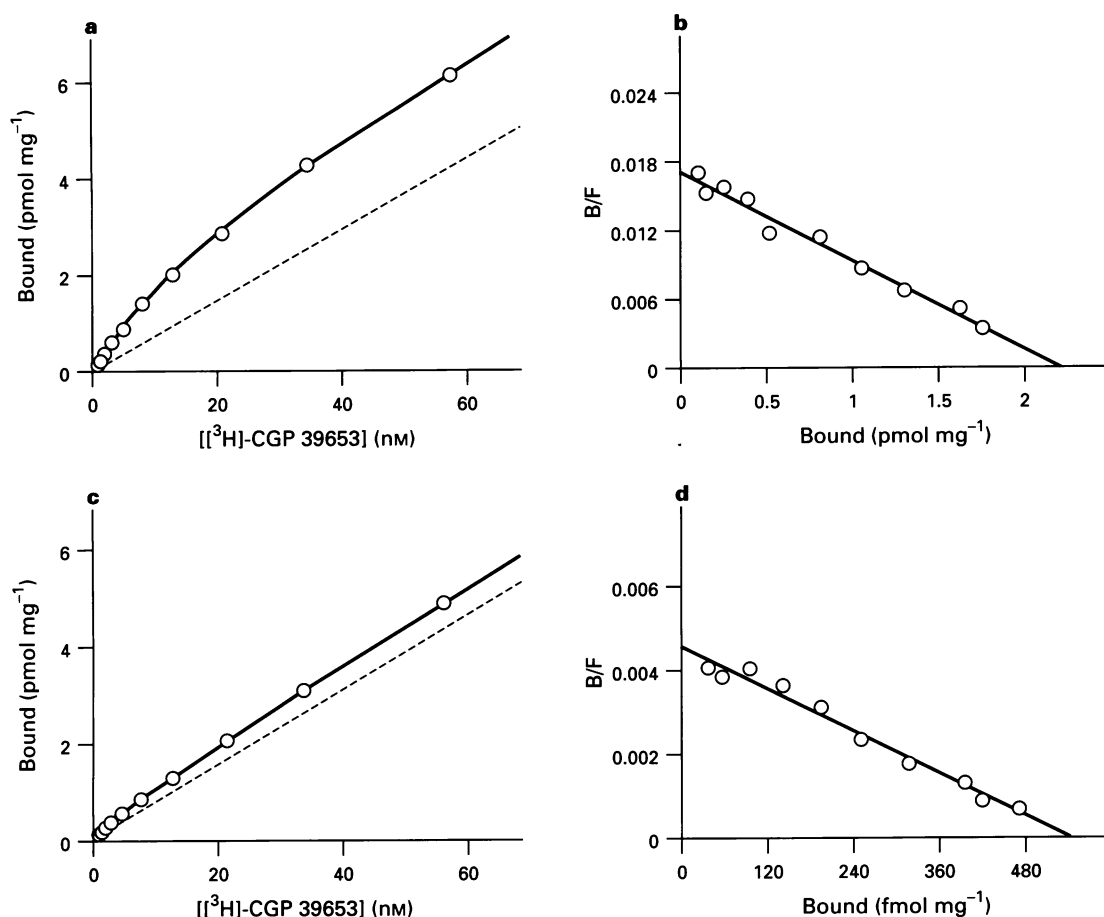 a
6
4
2
0
Bound (pmol mg⁻¹)
0 20 40 60
[[³H]-CGP 39653] (nM)
b
0.024
0.018
0.012
0.006
0
B/F
0 0.5 1 1.5 2
Bound (pmol mg⁻¹)
c
6
4
2
0
Bound (pmol mg⁻¹)
0 20 40 60
[[³H]-CGP 39653] (nM)
d
0.006
0.004
0.002
0
B/F
0 120 240 360 480
Bound (fmol mg⁻¹)